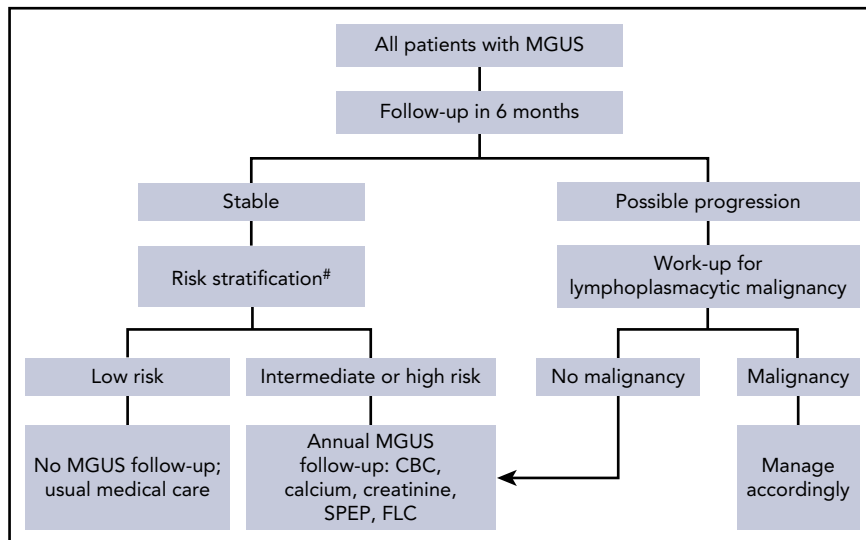 All patients with MGUS
Follow-up in 6 months
Stable
Possible progression
Risk stratification#
Work-up for
lymphoplasmacytic malignancy
Low risk
Intermediate or high risk
No malignancy
Malignancy
No MGUS follow-up;
usual medical care
Annual MGUS
follow-up: CBC,
calcium, creatinine,
SPEP, FLC
Manage
accordingly